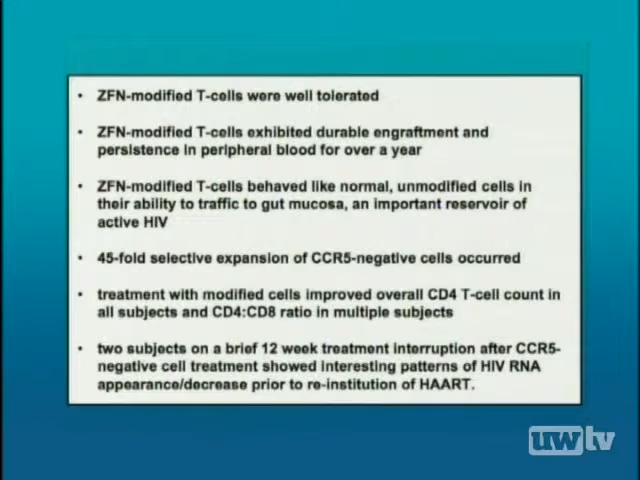 • ZFN-modified T-cells were well tolerated
• ZFN-modified T-cells exhibited durable engraftment and
persistence in peripheral blood for over a year
• ZFN-modified T-cells behaved like normal, unmodified cells in
their ability to traffic to gut mucosa, an important reservoir of
active HIV
• 45-fold selective expansion of CCR5-negative cells occurred
• treatment with modified cells improved overall CD4 T-cell count in
all subjects and CD4:CD8 ratio in multiple subjects
• two subjects on a brief 12 week treatment interruption after CCR5-
negative cell treatment showed interesting patterns of HIV RNA
appearance/decrease prior to re-institution of HAART.
uwtv